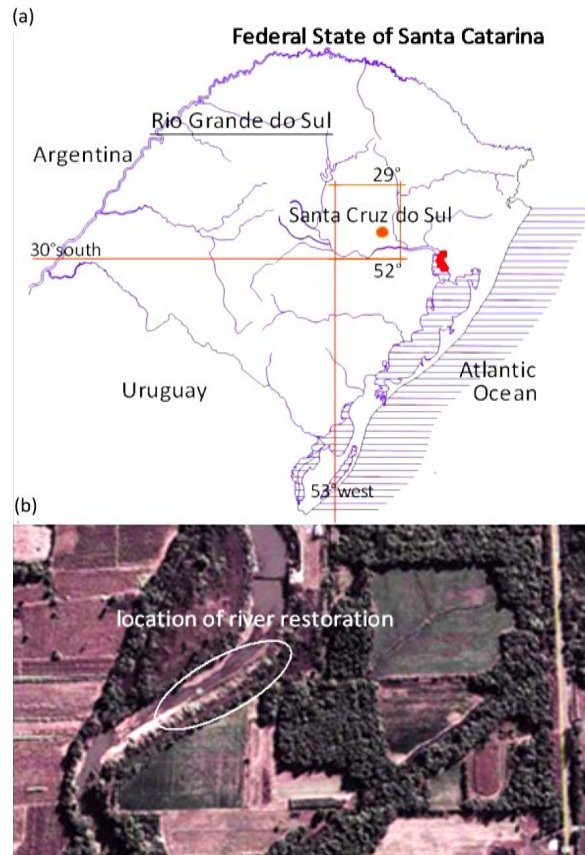 (a)
Federal State of Santa Catarina
Rio Grande do Sul
Argentina
29°
Santa Cruz do Sul
30°south
52°
Atlantic
Ocean
Uruguay
53°west
(b)
location of river restoration